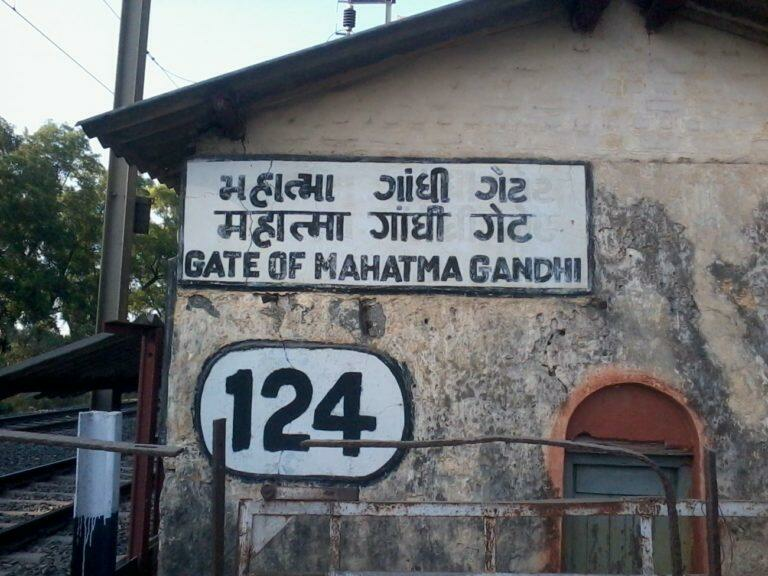 મહાત્મા ગાંધી ગેટ
महात्मा गांधी गेट
GATE OF MAHATMA GANDHI
124